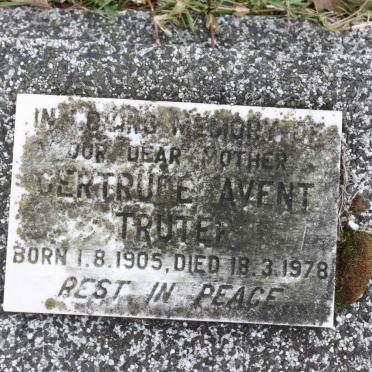 IN LOVING MEMORY OF
OUR DEAR MOTHER
GERTRUDE AVENT
TRUTER
BORN 1.8.1905, DIED 18.3.1978
REST IN PEACE